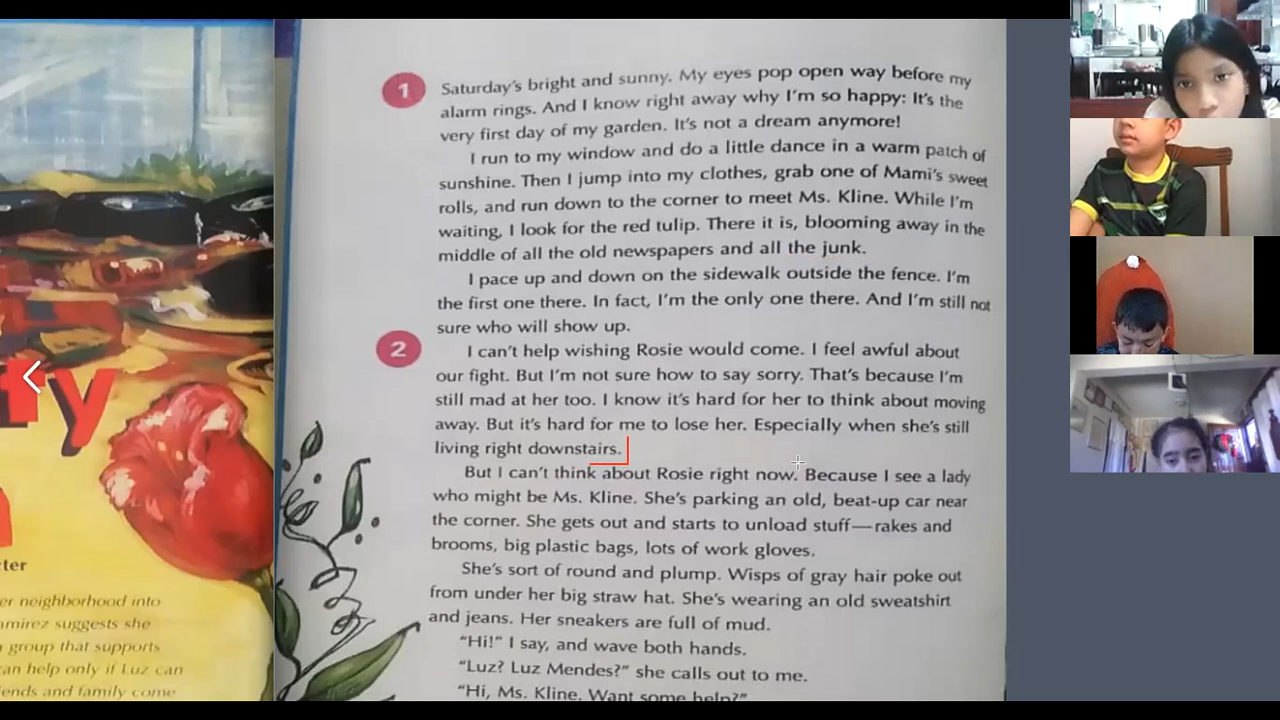 ty
n
ter
er neighborhood into
amirez suggests she
a group that supports
can help only if Luz can
iends and family come
1
Saturday's bright and sunny. My eyes pop open way before my
alarm rings. And I know right away why I'm so happy: It's the
very first day of my garden. It's not a dream anymore!
I run to my window and do a little dance in a warm patch of
sunshine. Then I jump into my clothes, grab one of Mami's sweet
rolls, and run down to the corner to meet Ms. Kline. While I'm
waiting, I look for the red tulip. There it is, blooming away in the
middle of all the old newspapers and all the junk.
I pace up and down on the sidewalk outside the fence. I'm
the first one there. In fact, I'm the only one there. And I'm still not
sure who will show up.
2
I can't help wishing Rosie would come. I feel awful about
our fight. But I'm not sure how to say sorry. That's because I'm
still mad at her too. I know it's hard for her to think about moving
away. But it's hard for me to lose her. Especially when she's still
living right downstairs.
But I can't think about Rosie right now. Because I see a lady
who might be Ms. Kline. She's parking an old, beat-up car near
the corner. She gets out and starts to unload stuff—rakes and
brooms, big plastic bags, lots of work gloves.
She's sort of round and plump. Wisps of gray hair poke out
from under her big straw hat. She's wearing an old sweatshirt
and jeans. Her sneakers are full of mud.
"Hi!" I say, and wave both hands.
"Luz? Luz Mendes?" she calls out to me.
"Hi, Ms. Kline. Want some help?"